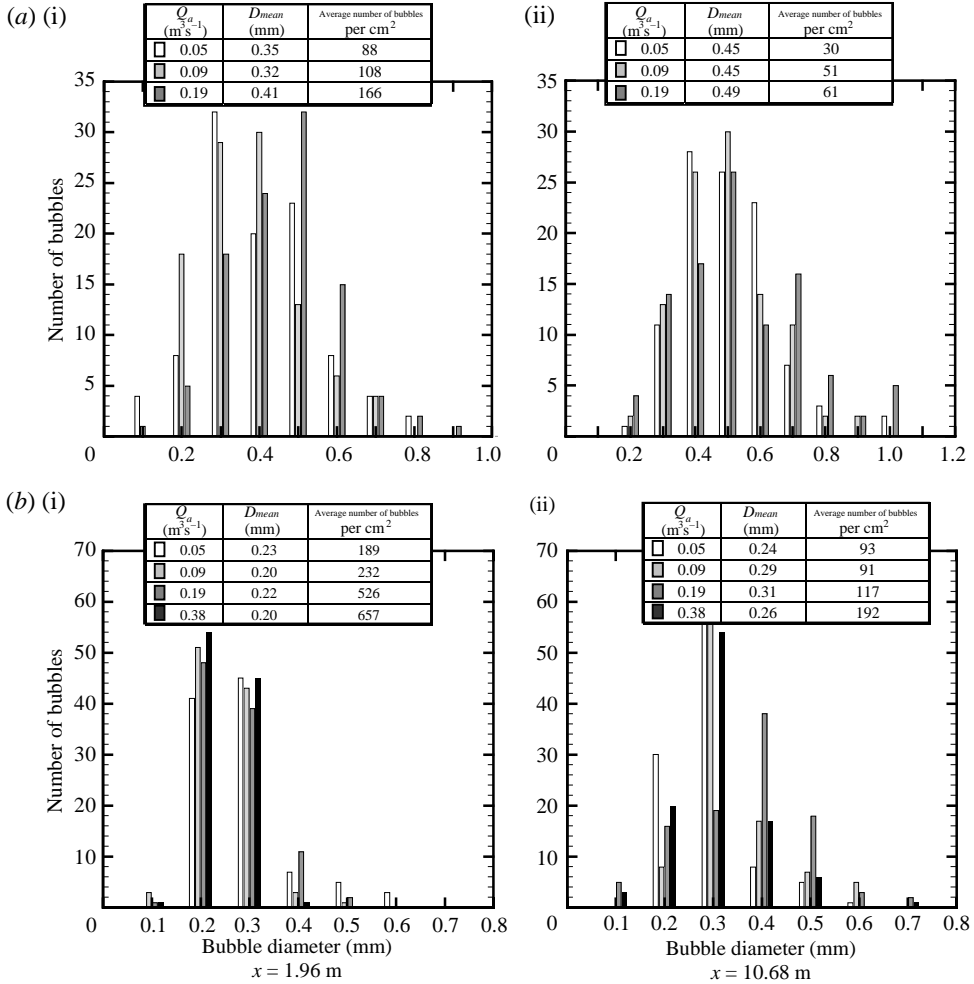 (a) (i)
Qa (m3s–1) Dmean (mm) Average number of bubbles per cm2
0.05 0.35 88
0.09 0.32 108
0.19 0.41 166
35
30
25
20
15
10
5
0
Number of bubbles
0.2 0.4 0.6 0.8 1.0
(ii)
Qa (m3s–1) Dmean (mm) Average number of bubbles per cm2
0.05 0.45 30
0.09 0.45 51
0.19 0.49 61
35
30
25
20
15
10
5
0
0.2 0.4 0.6 0.8 1.0 1.2
(b) (i)
Qa (m3s–1) Dmean (mm) Average number of bubbles per cm2
0.05 0.23 189
0.09 0.20 232
0.19 0.22 526
0.38 0.20 657
70
60
50
40
30
20
10
0
Number of bubbles
0.1 0.2 0.3 0.4 0.5 0.6 0.7 0.8
Bubble diameter (mm)
x = 1.96 m
(ii)
Qa (m3s–1) Dmean (mm) Average number of bubbles per cm2
0.05 0.24 93
0.09 0.29 91
0.19 0.31 117
0.38 0.26 192
70
60
50
40
30
20
10
0
0.1 0.2 0.3 0.4 0.5 0.6 0.7 0.8
Bubble diameter (mm)
x = 10.68 m